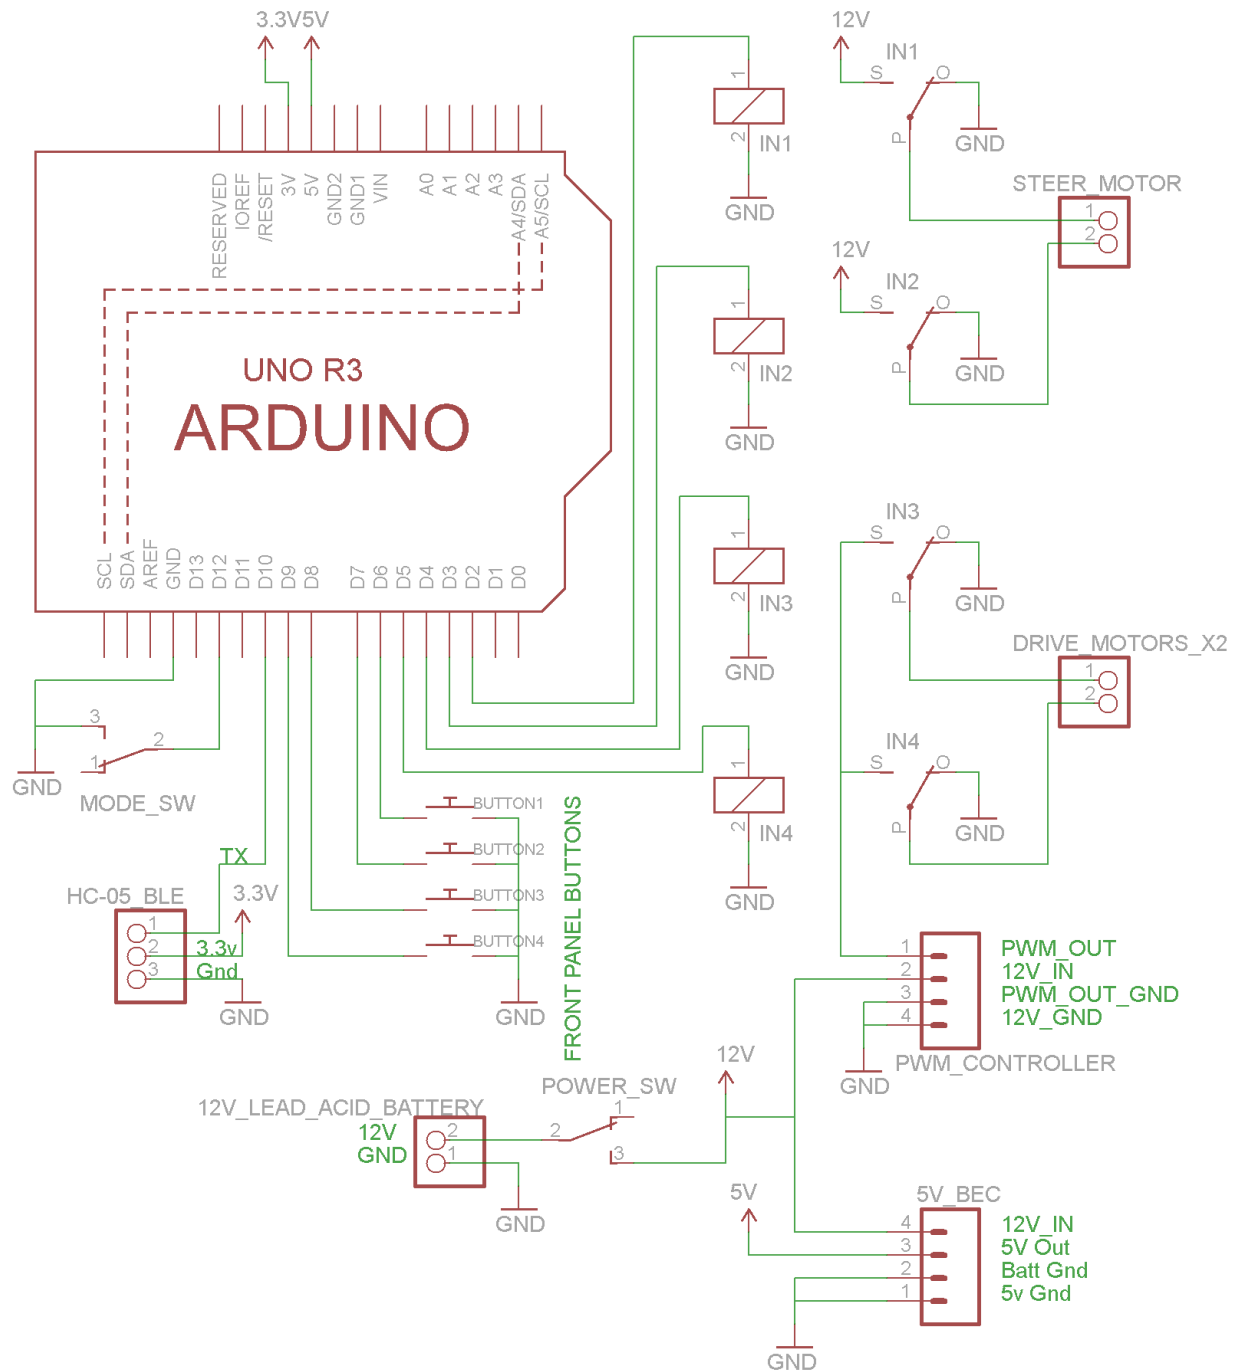 3.3V
5V
RESERVED
IOREF
/RESET
3V
5V
GND2
GND1
VIN
A0
A1
A2
A3
A4/SDA
A5/SCL
UNO R3
ARDUINO
SCL
SDA
AREF
GND
D13
D12
D11
D10
D9
D8
D7
D6
D5
D4
D3
D2
D1
D0
1
2
IN1
GND
12V
IN1
S
O
P
GND
STEER_MOTOR
1
2
1
2
IN2
GND
12V
IN2
S
O
P
GND
1
2
IN3
GND
IN3
S
O
P
GND
DRIVE_MOTORS_X2
1
2
1
2
IN4
GND
IN4
S
O
P
GND
3
2
1
GND
MODE_SW
BUTTON1
BUTTON2
BUTTON3
BUTTON4
FRONT PANEL BUTTONS
GND
TX
HC-05_BLE
3.3V
1
2
3
3.3v
Gnd
GND
1
2
3
4
PWM_OUT
12V_IN
PWM_OUT_GND
12V_GND
PWM_CONTROLLER
GND
12V
POWER_SW
1
2
3
12V_LEAD_ACID_BATTERY
12V
GND
2
1
GND
5V
5V_BEC
4
3
2
1
12V_IN
5V Out
Batt Gnd
5v Gnd
GND